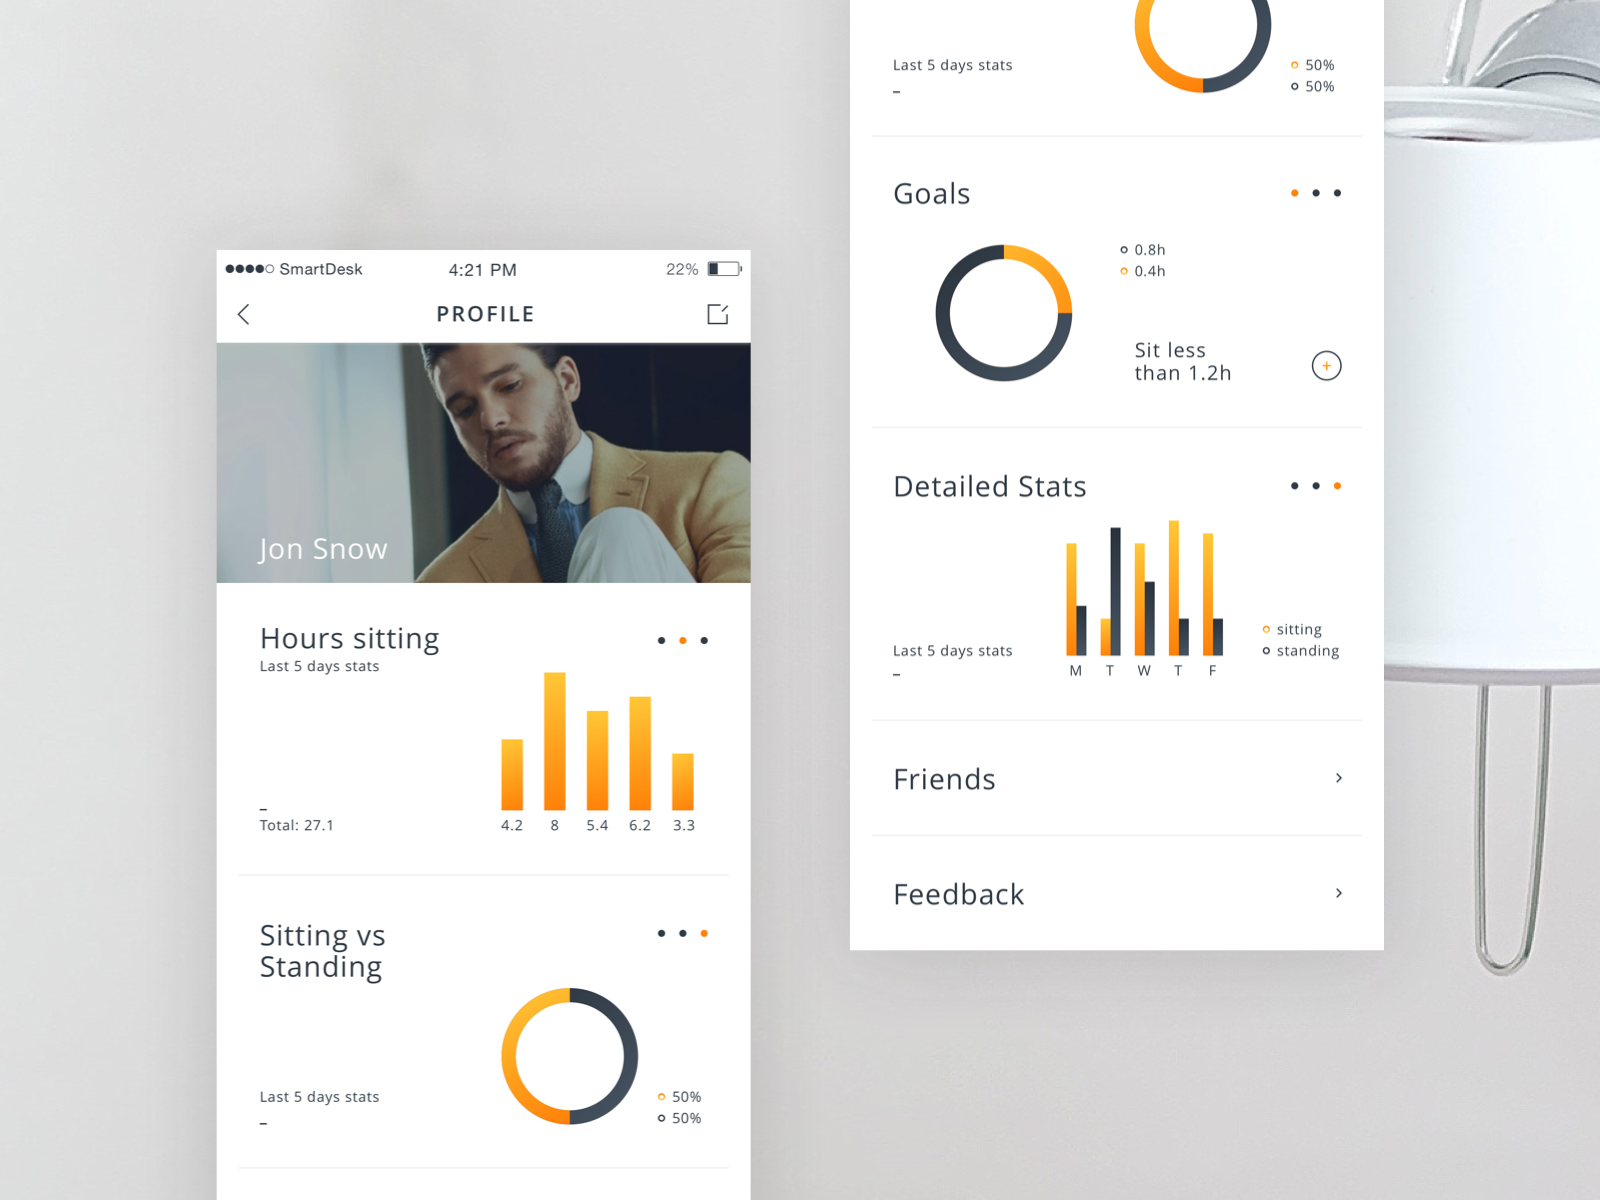 SmartDesk 4:21 PM 22%
PROFILE
Jon Snow
Hours sitting
Last 5 days stats
–
Total: 27.1
4.2 8 5.4 6.2 3.3
Sitting vs
Standing
Last 5 days stats
–
50%
50%
Last 5 days stats
–
50%
50%
Goals
0.8h
0.4h
Sit less
than 1.2h
+
Detailed Stats
Last 5 days stats
–
M T W T F
sitting
standing
Friends
Feedback